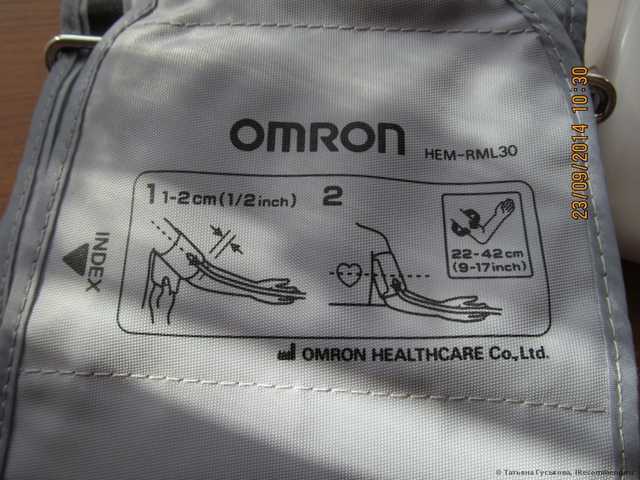 OMRON HEM-RML30
1 1-2cm(1/2inch) 2
22-42cm
(9-17inch)
INDEX
OMRON HEALTHCARE Co.,Ltd.
23/09/2014 10:30
© Татьяна Гуськова, IRecommend.ru